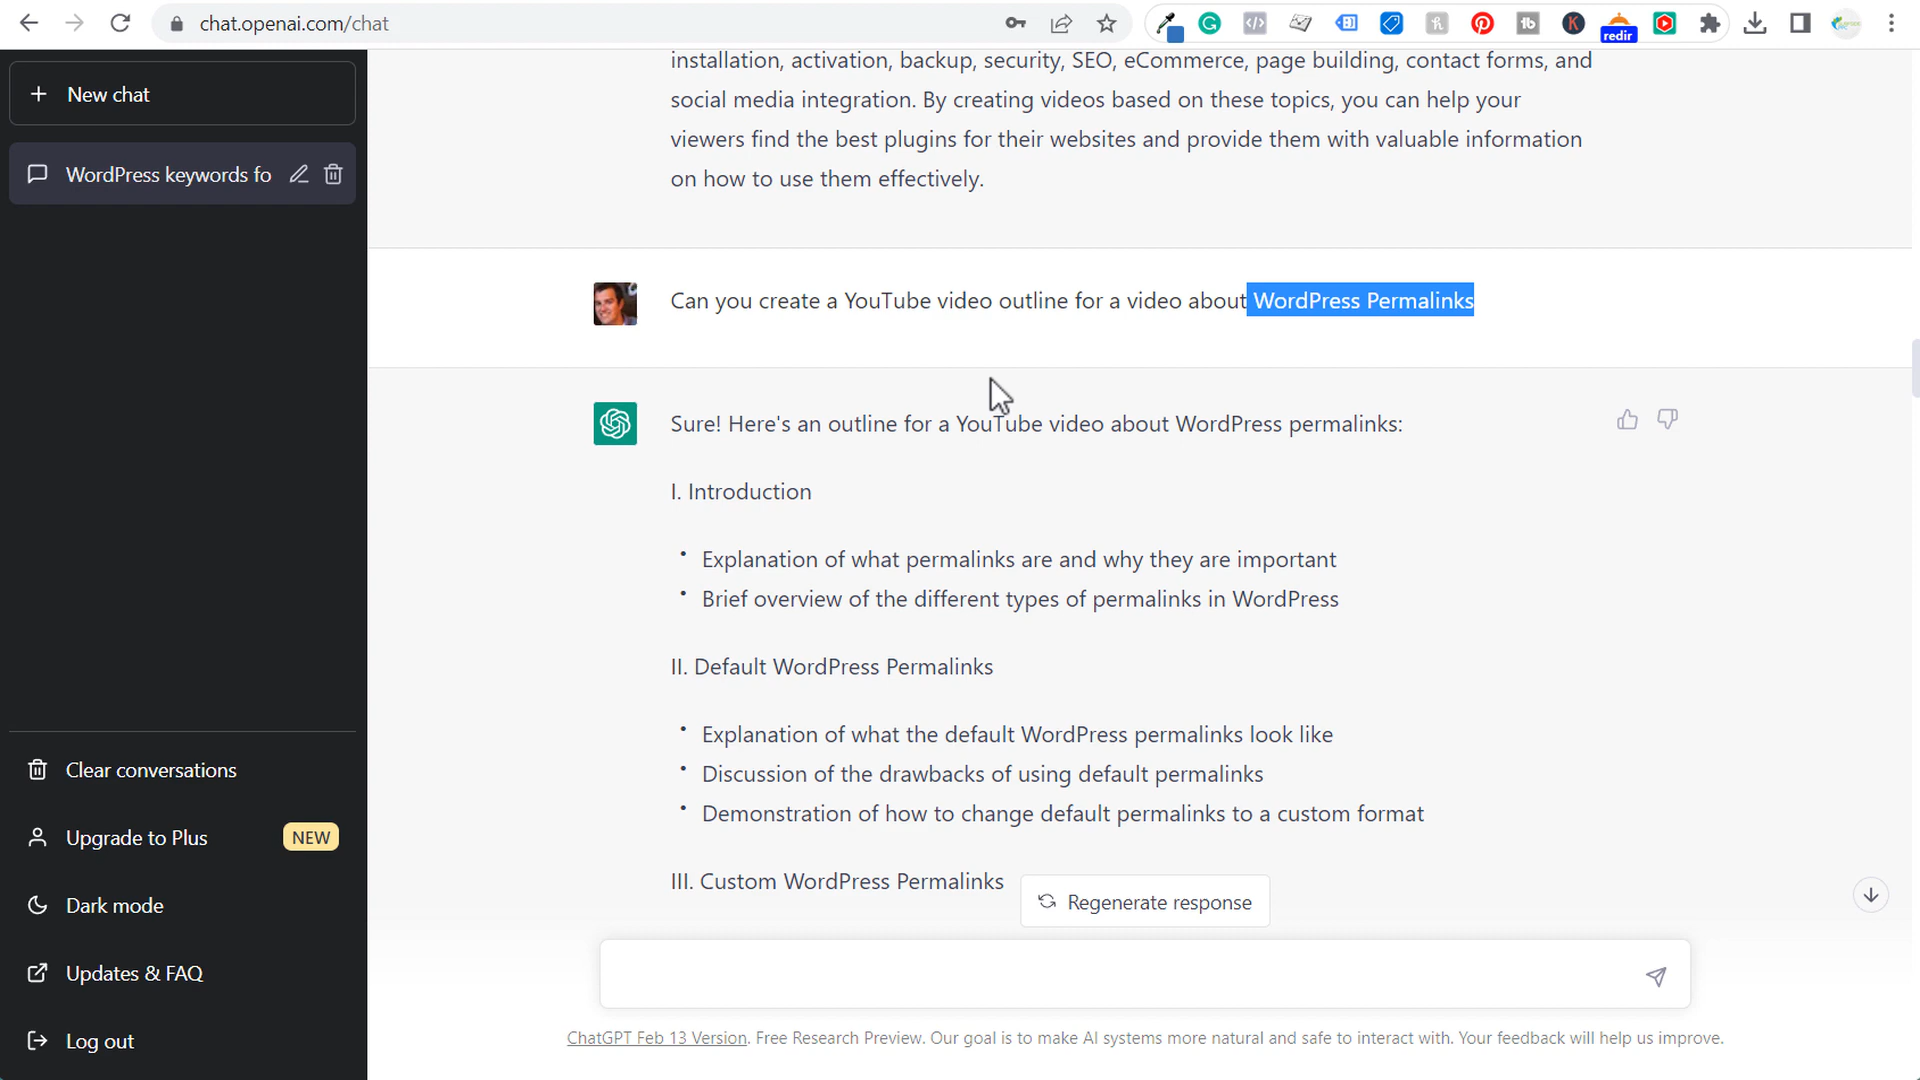 chat.openai.com/chat
redir
New chat
WordPress keywords fo
Clear conversations
Upgrade to Plus
NEW
Dark mode
Updates & FAQ
Log out
installation, activation, backup, security, SEO, eCommerce, page building, contact forms, and
social media integration. By creating videos based on these topics, you can help your
viewers find the best plugins for their websites and provide them with valuable information
on how to use them effectively.
Can you create a YouTube video outline for a video about WordPress Permalinks
Sure! Here's an outline for a YouTube video about WordPress permalinks:
I. Introduction
• Explanation of what permalinks are and why they are important
• Brief overview of the different types of permalinks in WordPress
II. Default WordPress Permalinks
• Explanation of what the default WordPress permalinks look like
• Discussion of the drawbacks of using default permalinks
• Demonstration of how to change default permalinks to a custom format
III. Custom WordPress Permalinks
Regenerate response
ChatGPT Feb 13 Version. Free Research Preview. Our goal is to make AI systems more natural and safe to interact with. Your feedback will help us improve.